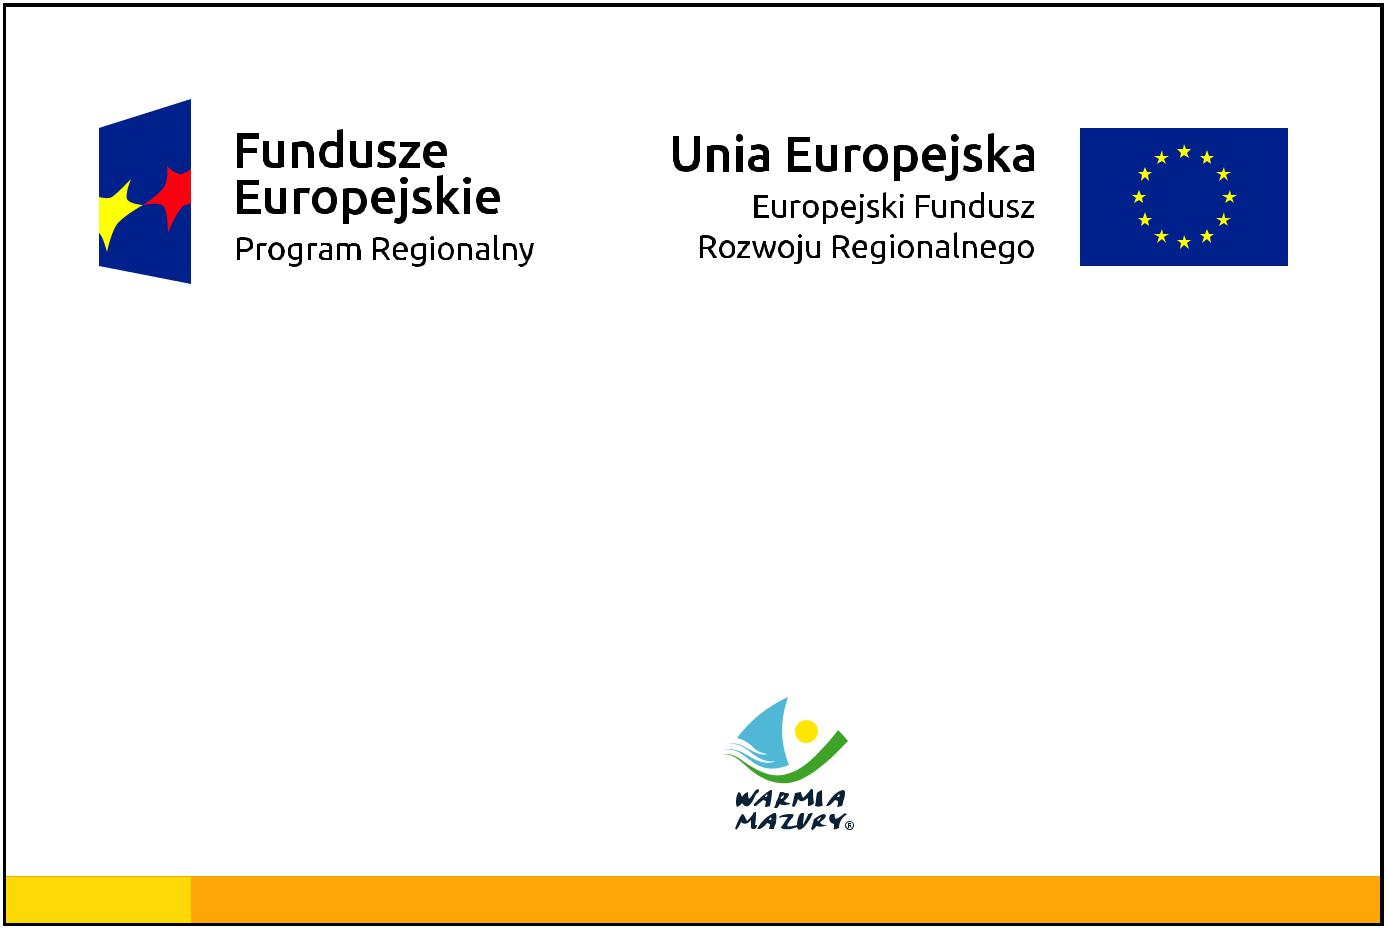 Fundusze
Europejskie
Program Regionalny
Unia Europejska
Europejski Fundusz
Rozwoju Regionalnego
WARMIA
MAZURY®